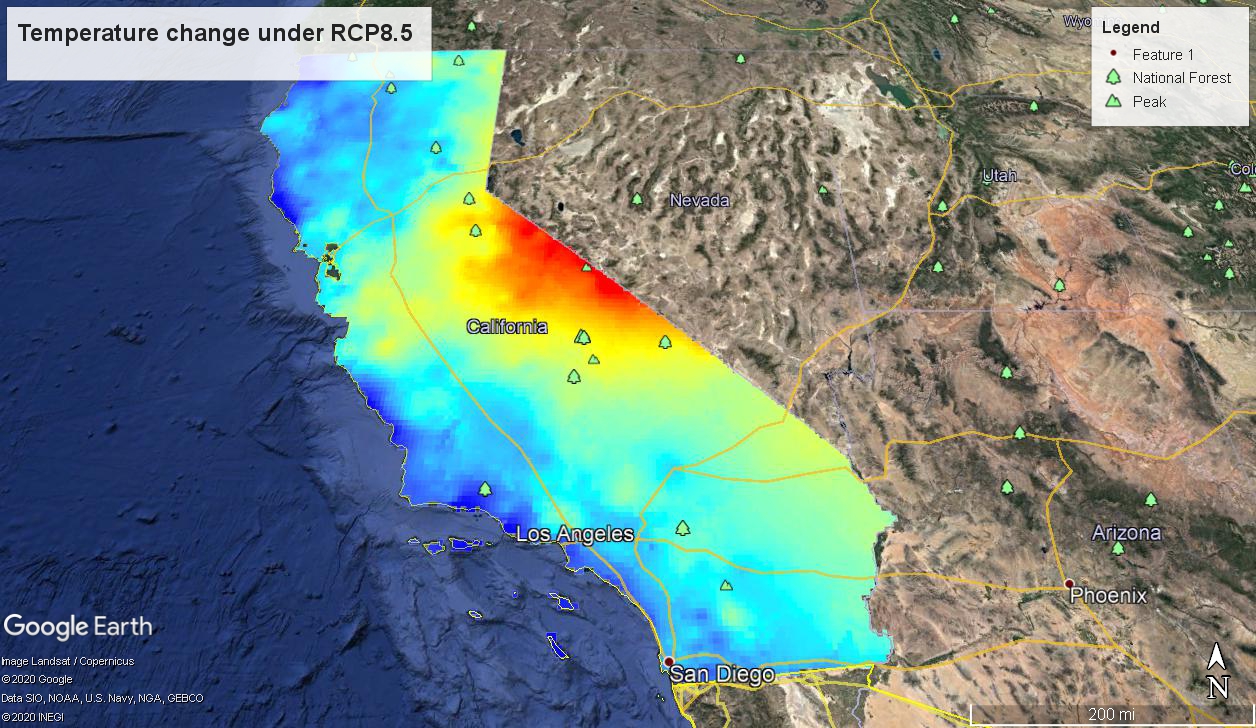 Temperature change under RCP8.5
Wyo
Legend
Feature 1
National Forest
Peak
Utah
Col
Nevada
California
Los Angeles
Arizona
Phoenix
San Diego
Google Earth
Image Landsat / Copernicus
©2020 Google
Data SIO, NOAA, U.S. Navy, NGA, GEBCO
©2020 INEGI
N
200 mi